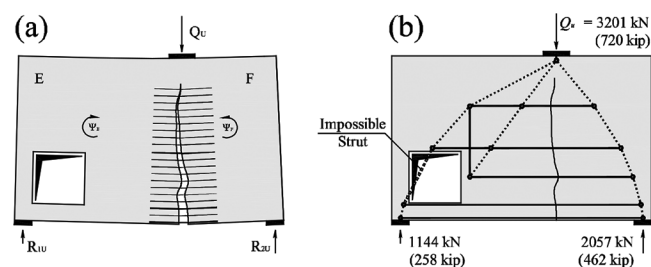 (a)
Q_U
E
F
Ψ_E
Ψ_F
R_1U
R_2U
(b)
Q_u = 3201 kN
(720 kip)
Impossible
Strut
1144 kN
(258 kip)
2057 kN
(462 kip)